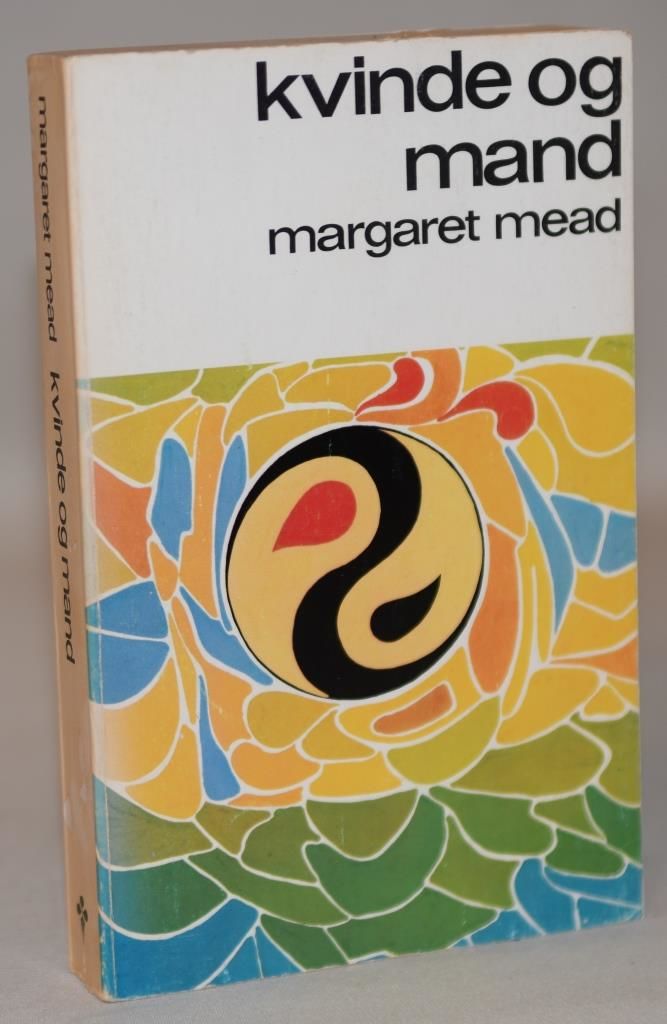 kvinde og
mand
margaret mead
margaret mead kvinde og mand